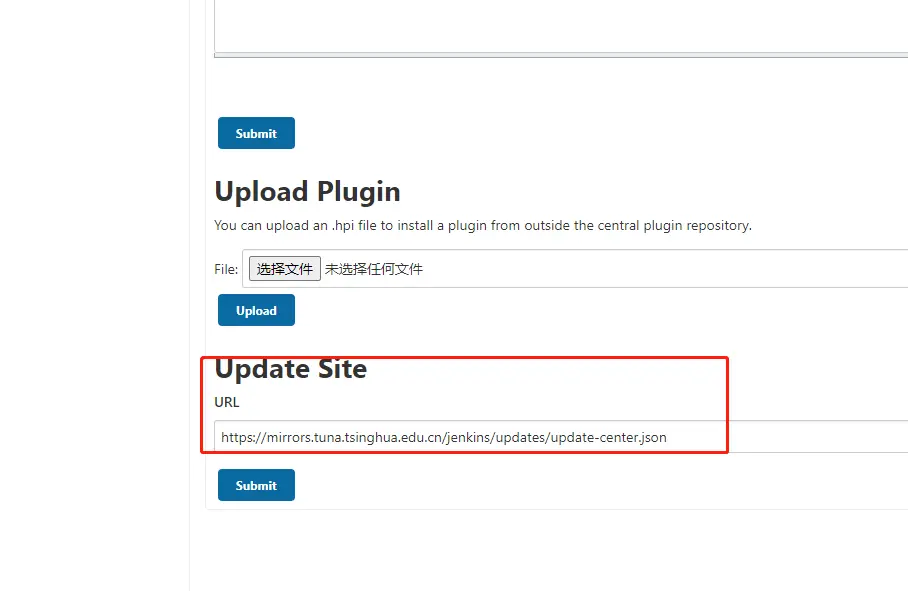 Submit
Upload Plugin
You can upload an .hpi file to install a plugin from outside the central plugin repository.
File: 选择文件 未选择任何文件
Upload
Update Site
URL
https://mirrors.tuna.tsinghua.edu.cn/jenkins/updates/update-center.json
Submit